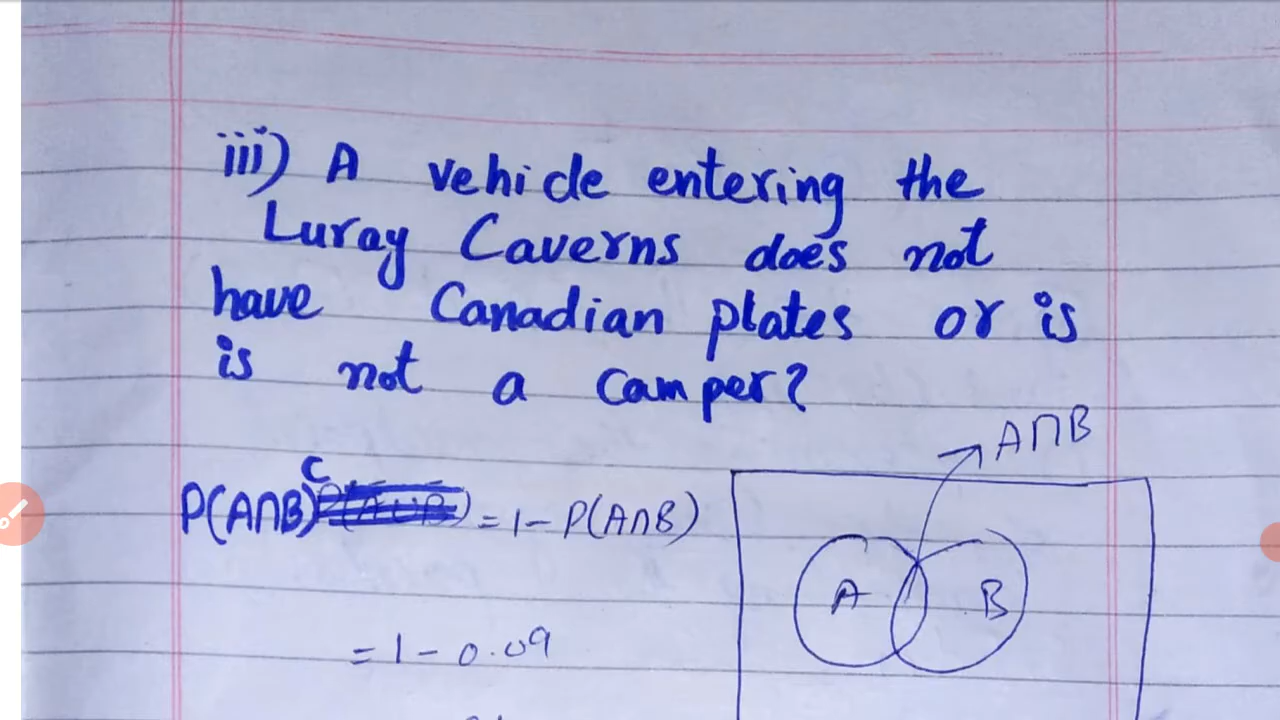 iii) A vehicle entering the
Luray Caverns does not
have Canadian plates or is
is not a camper?
A∩B
P(A∩B)ᶜ = 1 - P(A∩B)
A B
= 1 - 0.09